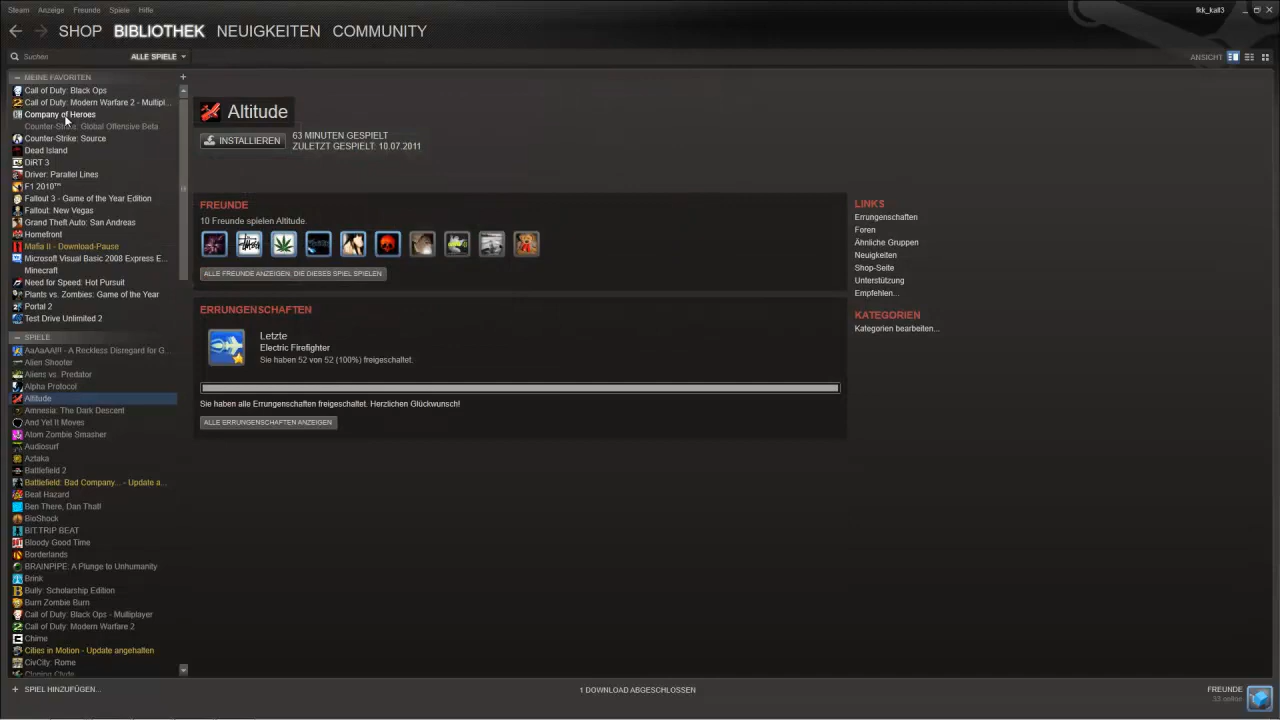 Steam Anzeige Freunde Spiele Hilfe
fkk_kall3
SHOP BIBLIOTHEK NEUIGKEITEN COMMUNITY
Suchen
ALLE SPIELE
ANSICHT
MEINE FAVORITEN
Call of Duty: Black Ops
Call of Duty: Modern Warfare 2 - Multipl...
Company of Heroes
Counter-Strike: Global Offensive Beta
Counter-Strike: Source
Dead Island
DiRT 3
Driver: Parallel Lines
F1 2010™
Fallout 3 - Game of the Year Edition
Fallout: New Vegas
Grand Theft Auto: San Andreas
Homefront
Mafia II - Download-Pause
Microsoft Visual Basic 2008 Express E...
Minecraft
Need for Speed: Hot Pursuit
Plants vs. Zombies: Game of the Year
Portal 2
Test Drive Unlimited 2
SPIELE
AaAaAA!!! - A Reckless Disregard for G...
Alien Shooter
Aliens vs. Predator
Alpha Protocol
Altitude
Amnesia: The Dark Descent
And Yet It Moves
Atom Zombie Smasher
Audiosurf
Aztaka
Battlefield 2
Battlefield: Bad Company... - Update a...
Beat Hazard
Ben There, Dan That!
BioShock
BIT.TRIP BEAT
Bloody Good Time
Borderlands
BRAINPIPE: A Plunge to Unhumanity
Brink
Bully: Scholarship Edition
Burn Zombie Burn
Call of Duty: Black Ops - Multiplayer
Call of Duty: Modern Warfare 2
Chime
Cities in Motion - Update angehalten
CivCity: Rome
Cloning Clyde
SPIEL HINZUFÜGEN...
Altitude
INSTALLIEREN
63 MINUTEN GESPIELT
ZULETZT GESPIELT: 10.07.2011
FREUNDE
10 Freunde spielen Altitude.
ALLE FREUNDE ANZEIGEN, DIE DIESES SPIEL SPIELEN
ERRUNGENSCHAFTEN
Letzte
Electric Firefighter
Sie haben 52 von 52 (100%) freigeschaltet.
Sie haben alle Errungenschaften freigeschaltet. Herzlichen Glückwunsch!
ALLE ERRUNGENSCHAFTEN ANZEIGEN
LINKS
Errungenschaften
Foren
Ähnliche Gruppen
Neuigkeiten
Shop-Seite
Unterstützung
Empfehlen...
KATEGORIEN
Kategorien bearbeiten...
1 DOWNLOAD ABGESCHLOSSEN
FREUNDE
33 online